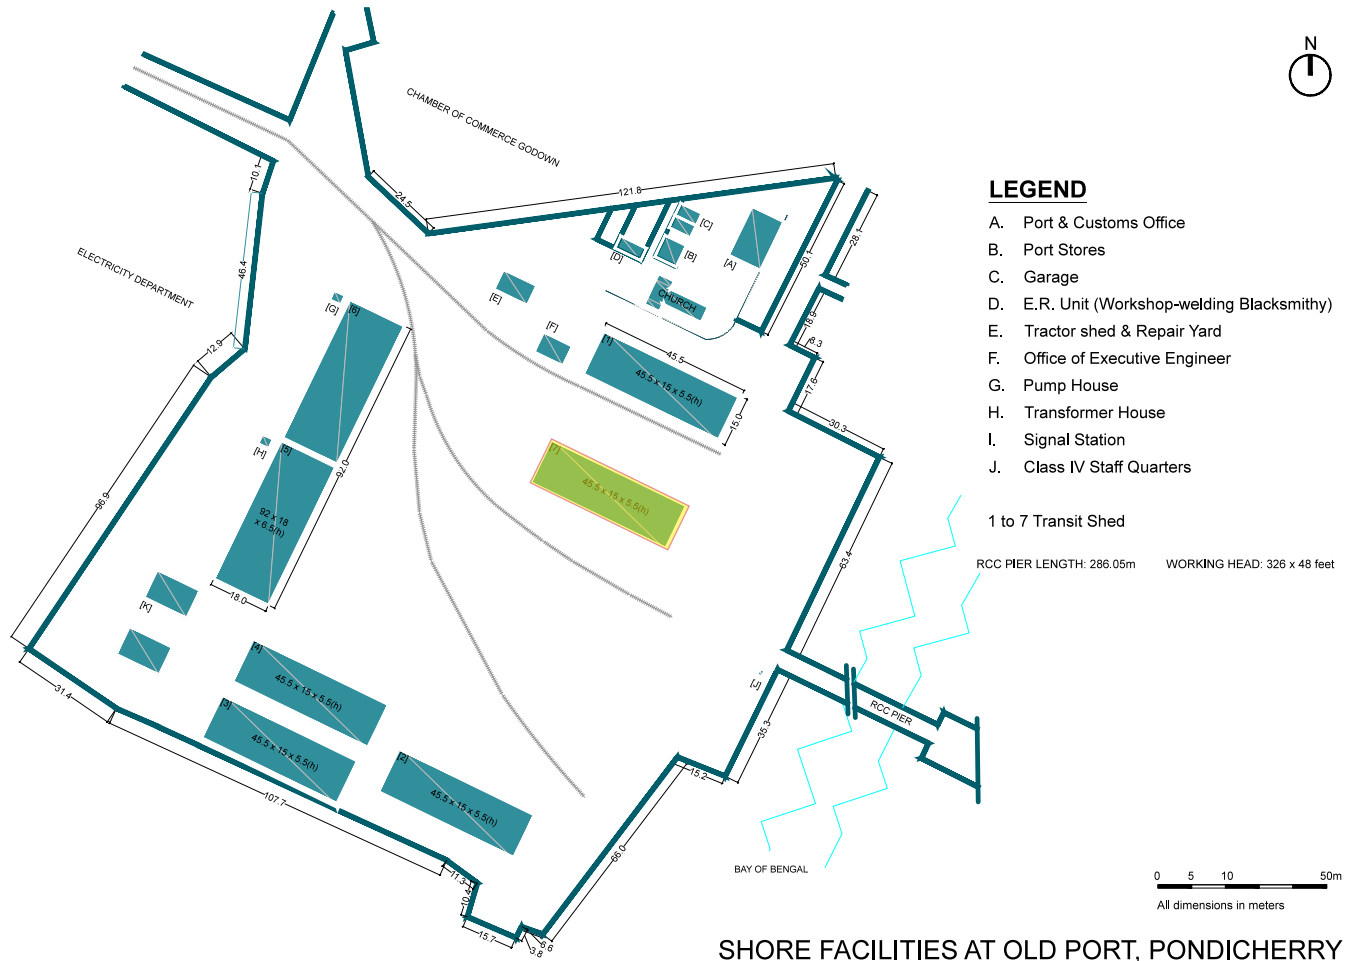 N
CHAMBER OF COMMERCE GODOWN
ELECTRICITY DEPARTMENT
10.1
24.5
121.8
46.4
12.9
96.9
31.4
107.7
11.3
10.4
15.7
3.8
6.6
66.0
15.2
35.3
63.4
30.3
17.6
6.3
18.9
28.1
50.1
[A]
[B]
[C]
[D]
CHURCH
[E]
[F]
[G]
[H]
[6]
[5]
92.0
92 x 18
x 6.5(h)
18.0
[1]
45.5
45.5 x 15 x 5.5(h)
15.0
[7]
45.5 x 15 x 5.5(h)
[K]
[4]
45.5 x 15 x 5.5(h)
[3]
45.5 x 15 x 5.5(h)
[2]
45.5 x 15 x 5.5(h)
[J]
RCC PIER
BAY OF BENGAL
LEGEND
A. Port & Customs Office
B. Port Stores
C. Garage
D. E.R. Unit (Workshop-welding Blacksmithy)
E. Tractor shed & Repair Yard
F. Office of Executive Engineer
G. Pump House
H. Transformer House
I. Signal Station
J. Class IV Staff Quarters
1 to 7 Transit Shed
RCC PIER LENGTH: 286.05m WORKING HEAD: 326 x 48 feet
0 5 10 50m
All dimensions in meters
SHORE FACILITIES AT OLD PORT, PONDICHERRY